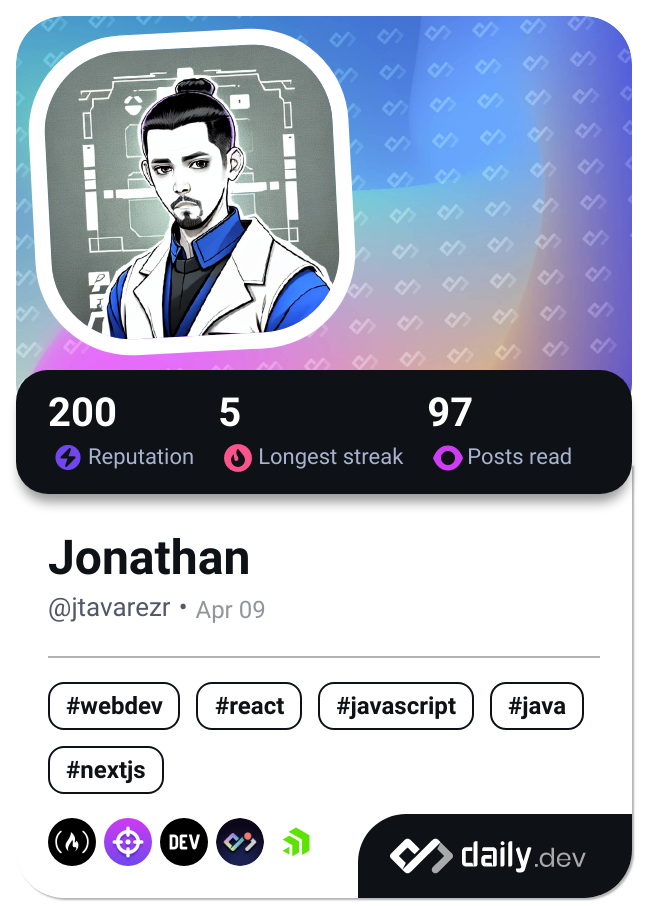 200 5 97
Reputation Longest streak Posts read
Jonathan
@jtavarezr • Apr 09
#webdev #react #javascript #java
#nextjs
DEV
daily.dev